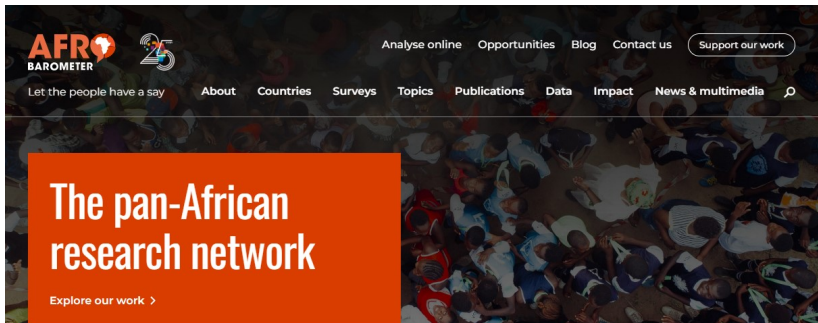 AFRO
BAROMETER
25
Let the people have a say
Analyse online Opportunities Blog Contact us Support our work
About Countries Surveys Topics Publications Data Impact News & multimedia
The pan-African
research network
Explore our work